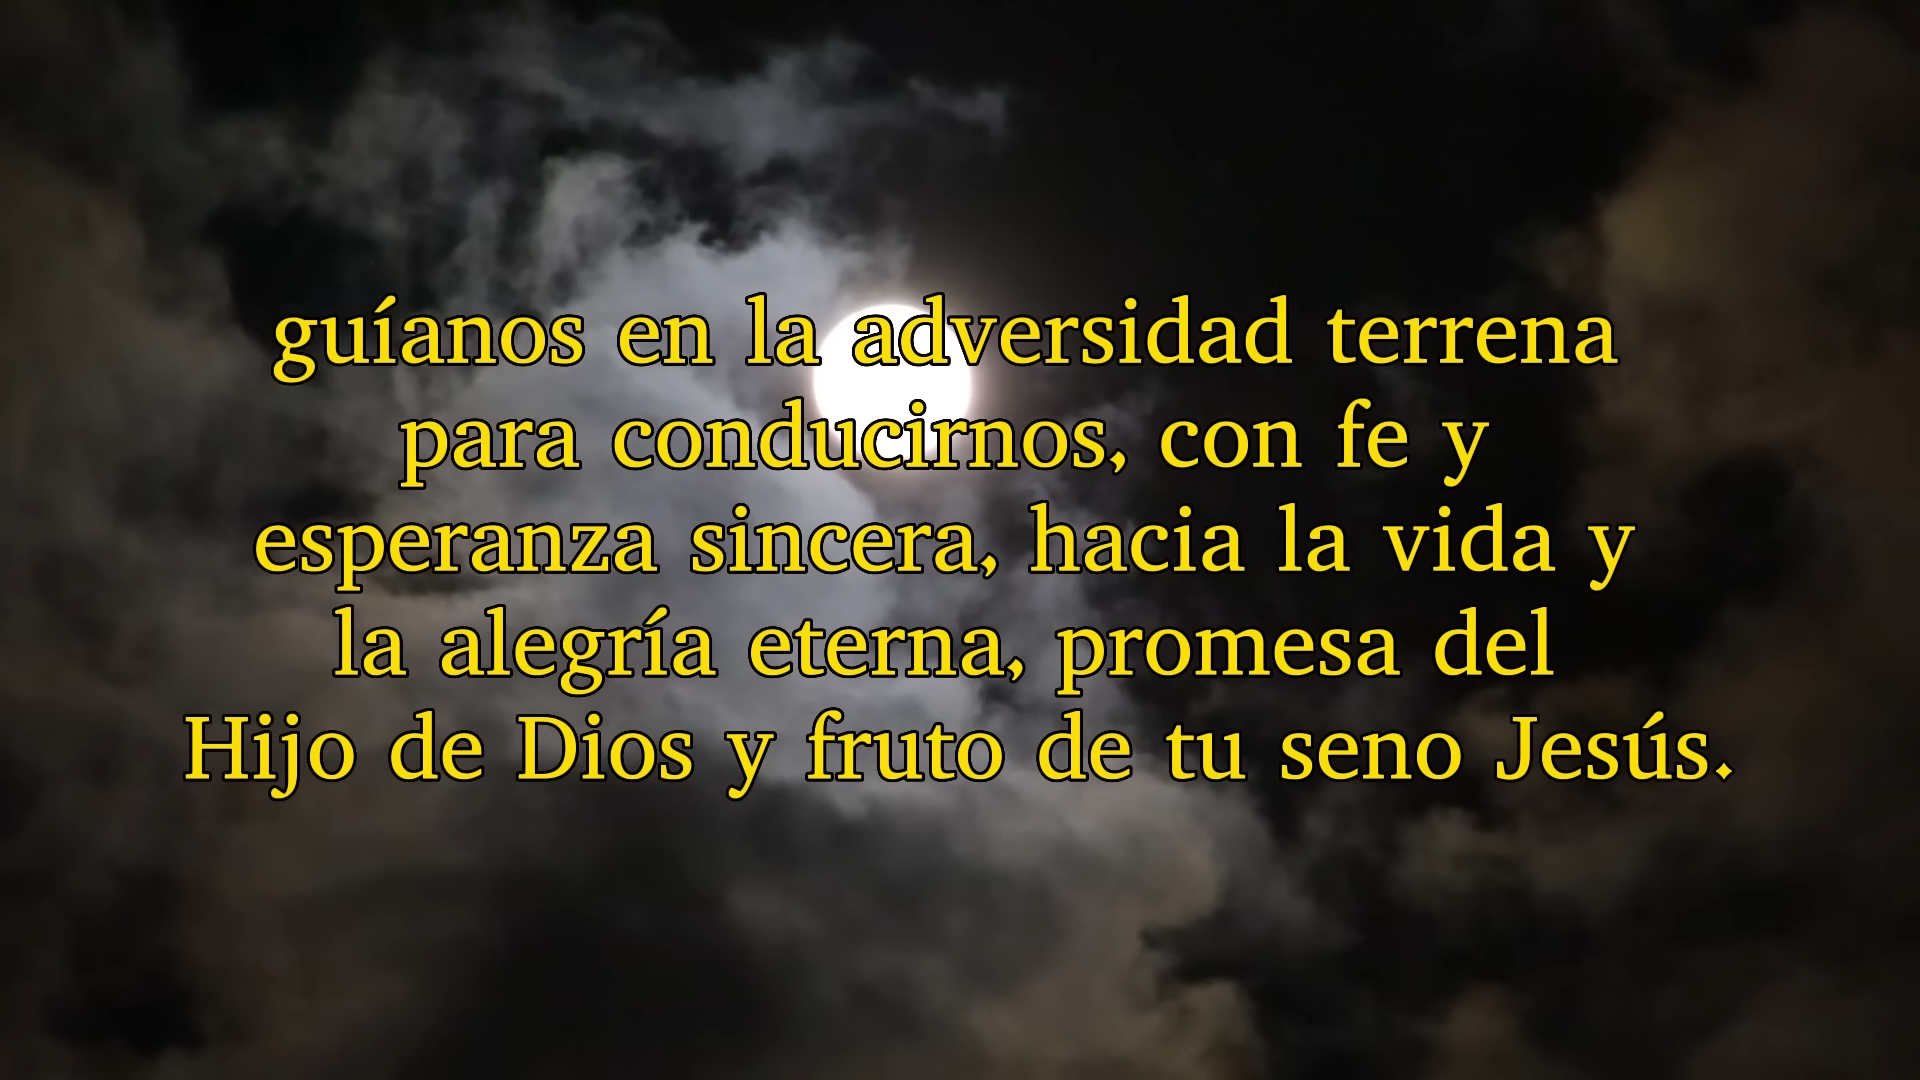 guíanos en la adversidad terrena
para conducirnos, con fe y
esperanza sincera, hacia la vida y
la alegría eterna, promesa del
Hijo de Dios y fruto de tu seno Jesús.